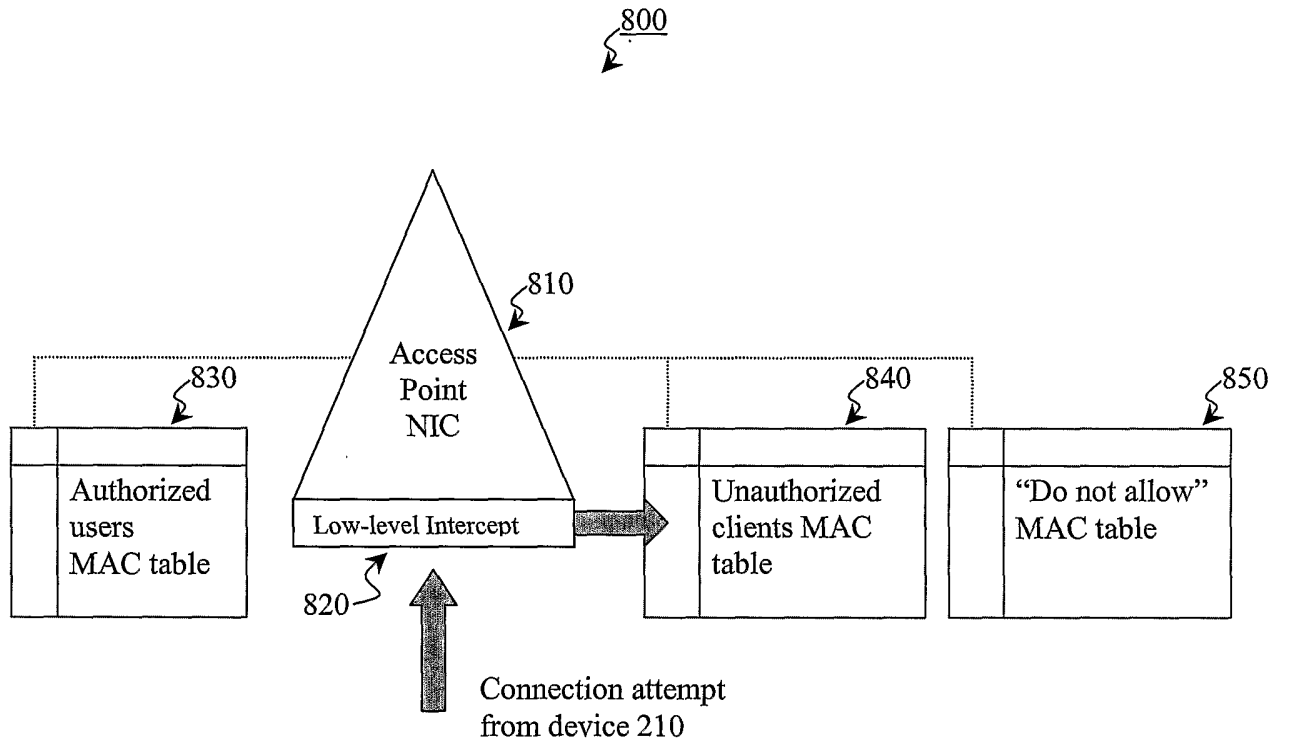 800
810
Access
Point
NIC
830
840
850
Authorized
users
MAC table
Low-level Intercept
Unauthorized
clients MAC
table
“Do not allow”
MAC table
820
Connection attempt
from device 210